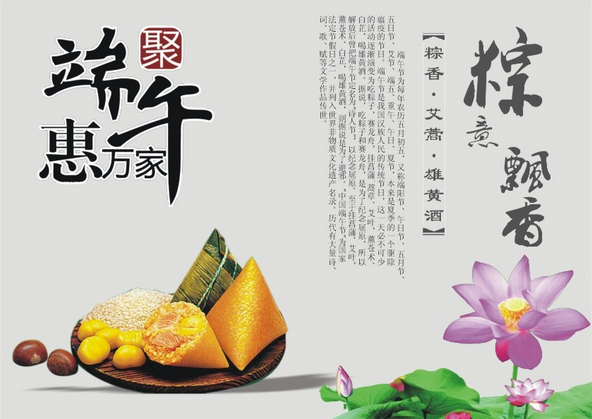 聚
端午
惠万家
粽
意
飘香
【粽香·艾蒿·雄黄酒】
端午节为每年农历五月初五，又称端阳节、午日节、五月节、
五日节、艾节、端五、重午、午日、夏节，本来是夏季的一个驱除
瘟疫的节日。端午节是我国汉族人民的传统节日，这一天必不可少
的活动逐渐演变为吃粽子，赛龙舟，挂菖蒲、蒿草、艾叶，薰苍术、
白芷，喝雄黄酒。据说，吃粽子和赛龙舟，是为了纪念屈原，所以
解放后曾把端午节定名为“诗人节”，以纪念屈原。至于挂菖蒲、艾叶，
薰苍术、白芷，喝雄黄酒，则据说是为了避邪。“中国端午节”为国家
法定节假日之一，并列入世界非物质文化遗产名录。历代有大量诗、
词、歌、赋等文学作品传世。